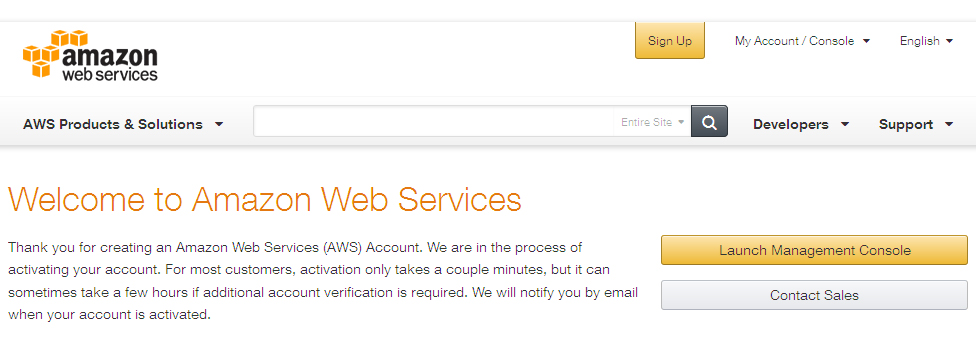 amazon
web services
Sign Up
My Account / Console
English
AWS Products & Solutions
Entire Site
Developers
Support
Welcome to Amazon Web Services
Thank you for creating an Amazon Web Services (AWS) Account. We are in the process of
activating your account. For most customers, activation only takes a couple minutes, but it can
sometimes take a few hours if additional account verification is required. We will notify you by email
when your account is activated.
Launch Management Console
Contact Sales